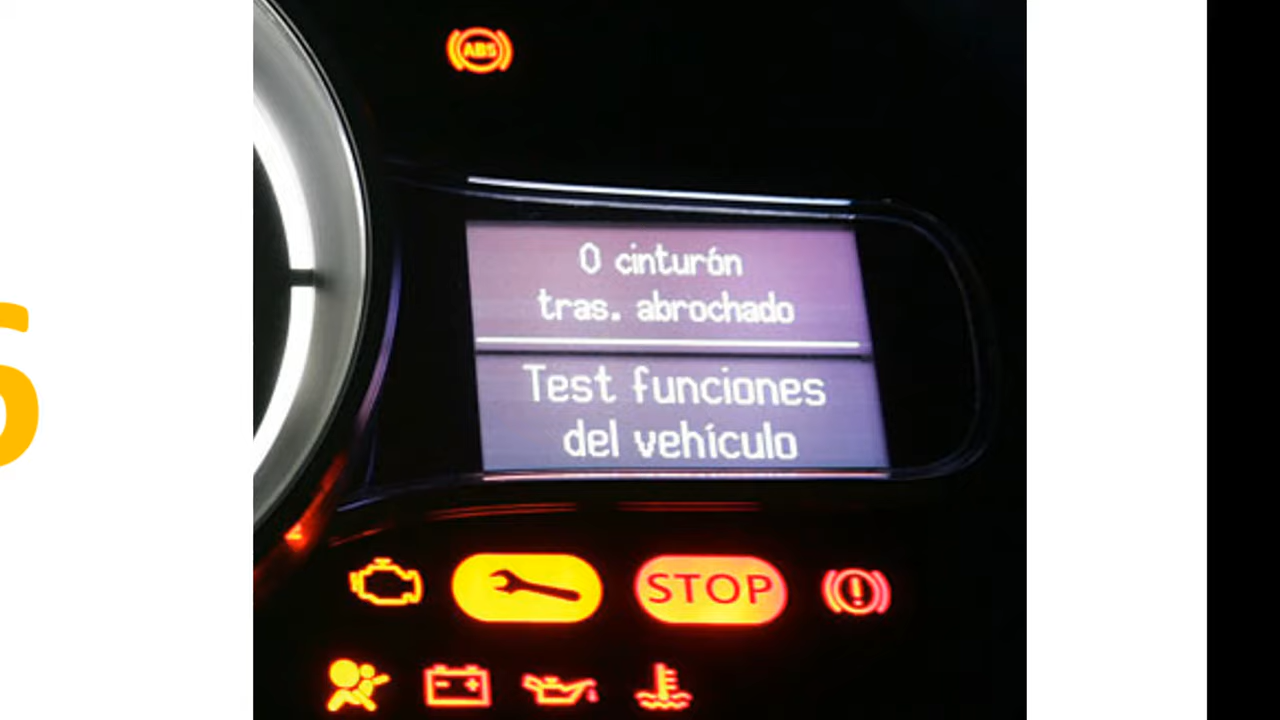 ABS
0 cinturón
tras. abrochado
Test funciones
del vehículo
STOP